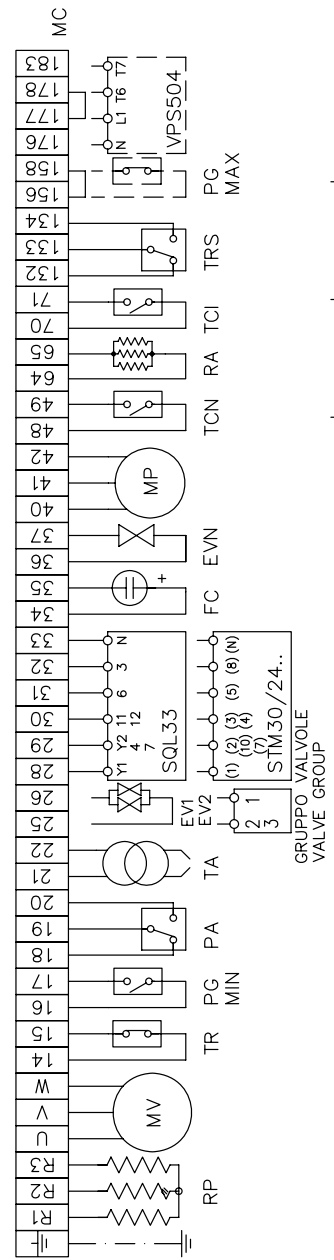 R1 R2 R3 U V W 14 15 16 17 18 19 20 21 22 25 26 28 29 30 31 32 33 34 35 36 37 40 41 42 48 49 64 65 70 71 132 133 134 156 158 176 177 178 183 MC
Y1 Y2 11 6 3 N
4 12
7
N L1 T6 T7
MV
MP
SQL33
VPS504
RP
TR
PG
MIN
PA
TA
EV1
EV2
FC
+
EVN
TCN
RA
TCI
TRS
PG
MAX
(1) (2) (3) (5) (8) (N)
(10) (4)
(7)
STM30/24..
2 1
3
GRUPPO VALVOLE
VALVE GROUP